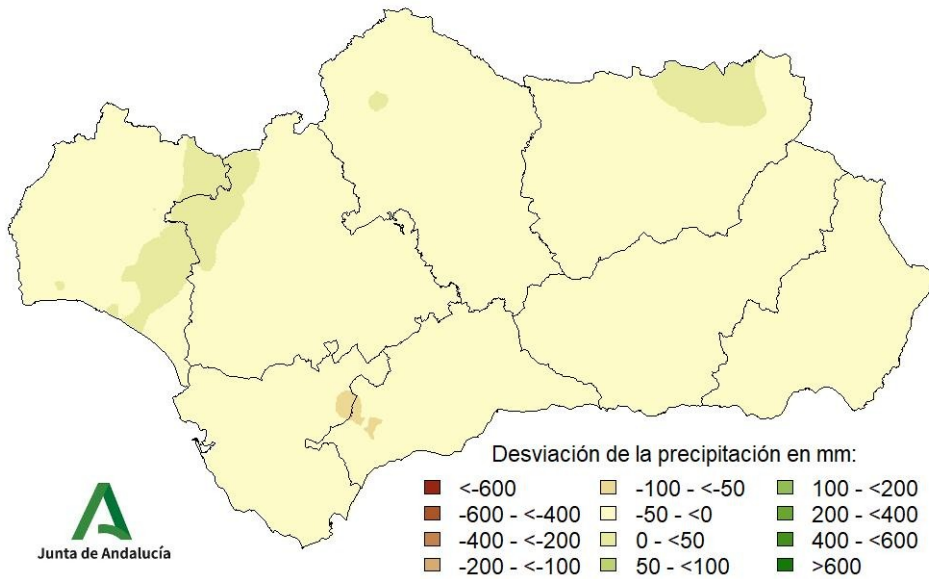 Desviación de la precipitación en mm:
<-600
-600 - <-400
-400 - <-200
-200 - <-100
-100 - <-50
-50 - <0
0 - <50
50 - <100
100 - <200
200 - <400
400 - <600
>600
Junta de Andalucía